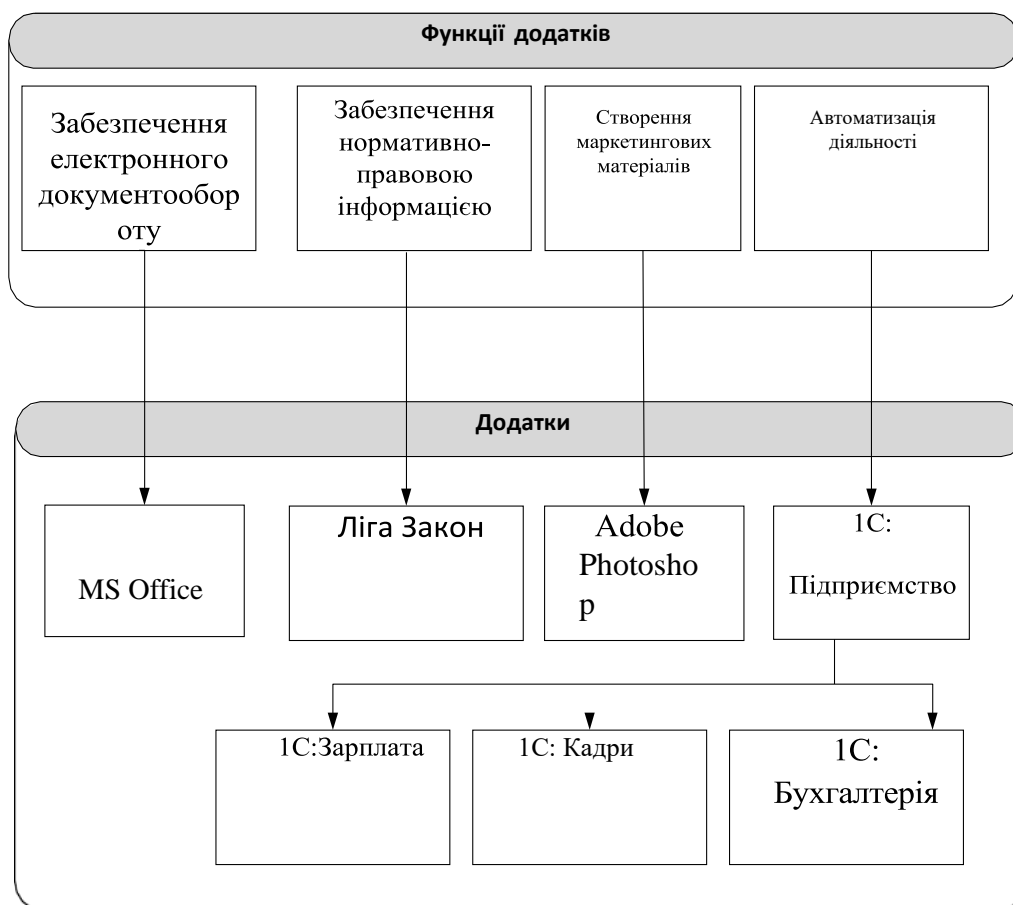 Функції додатків
Забезпечення
електронного
документообор
оту
Забезпечення
нормативно-
правовою
інформацією
Створення
маркетингових
матеріалів
Автоматизація
діяльності
Додатки
MS Office
Ліга Закон
Adobe
Photosho
p
1С:
Підприємство
1С:Зарплата
1С: Кадри
1С:
Бухгалтерія